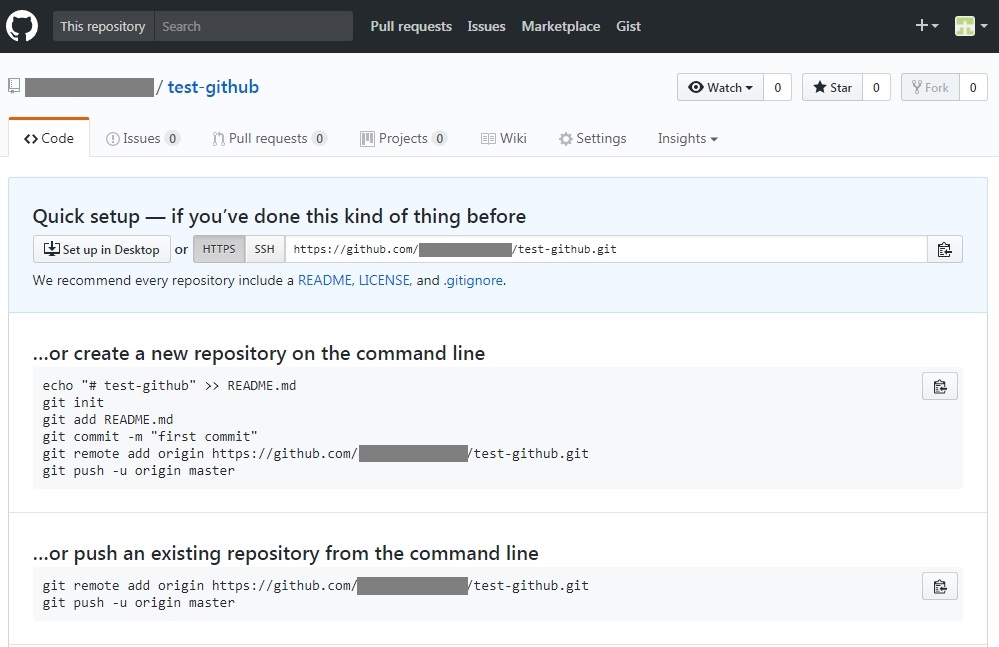 This repository Search Pull requests Issues Marketplace Gist
/ test-github Watch 0 Star 0 Fork 0
Code Issues 0 Pull requests 0 Projects 0 Wiki Settings Insights
Quick setup — if you’ve done this kind of thing before
Set up in Desktop or HTTPS SSH https://github.com/ /test-github.git
We recommend every repository include a README, LICENSE, and .gitignore.
…or create a new repository on the command line
echo "# test-github" >> README.md
git init
git add README.md
git commit -m "first commit"
git remote add origin https://github.com/ /test-github.git
git push -u origin master
…or push an existing repository from the command line
git remote add origin https://github.com/ /test-github.git
git push -u origin master